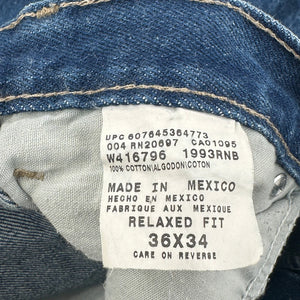 UPC 607645364773
004 RN20697 CA01095
W416796 1993RNB
100% COTTON/ALGODON/COTON
MADE IN MEXICO
HECHO EN MEXICO
FABRIQUE AUX MEXIQUE
RELAXED FIT
36X34
CARE ON REVERSE